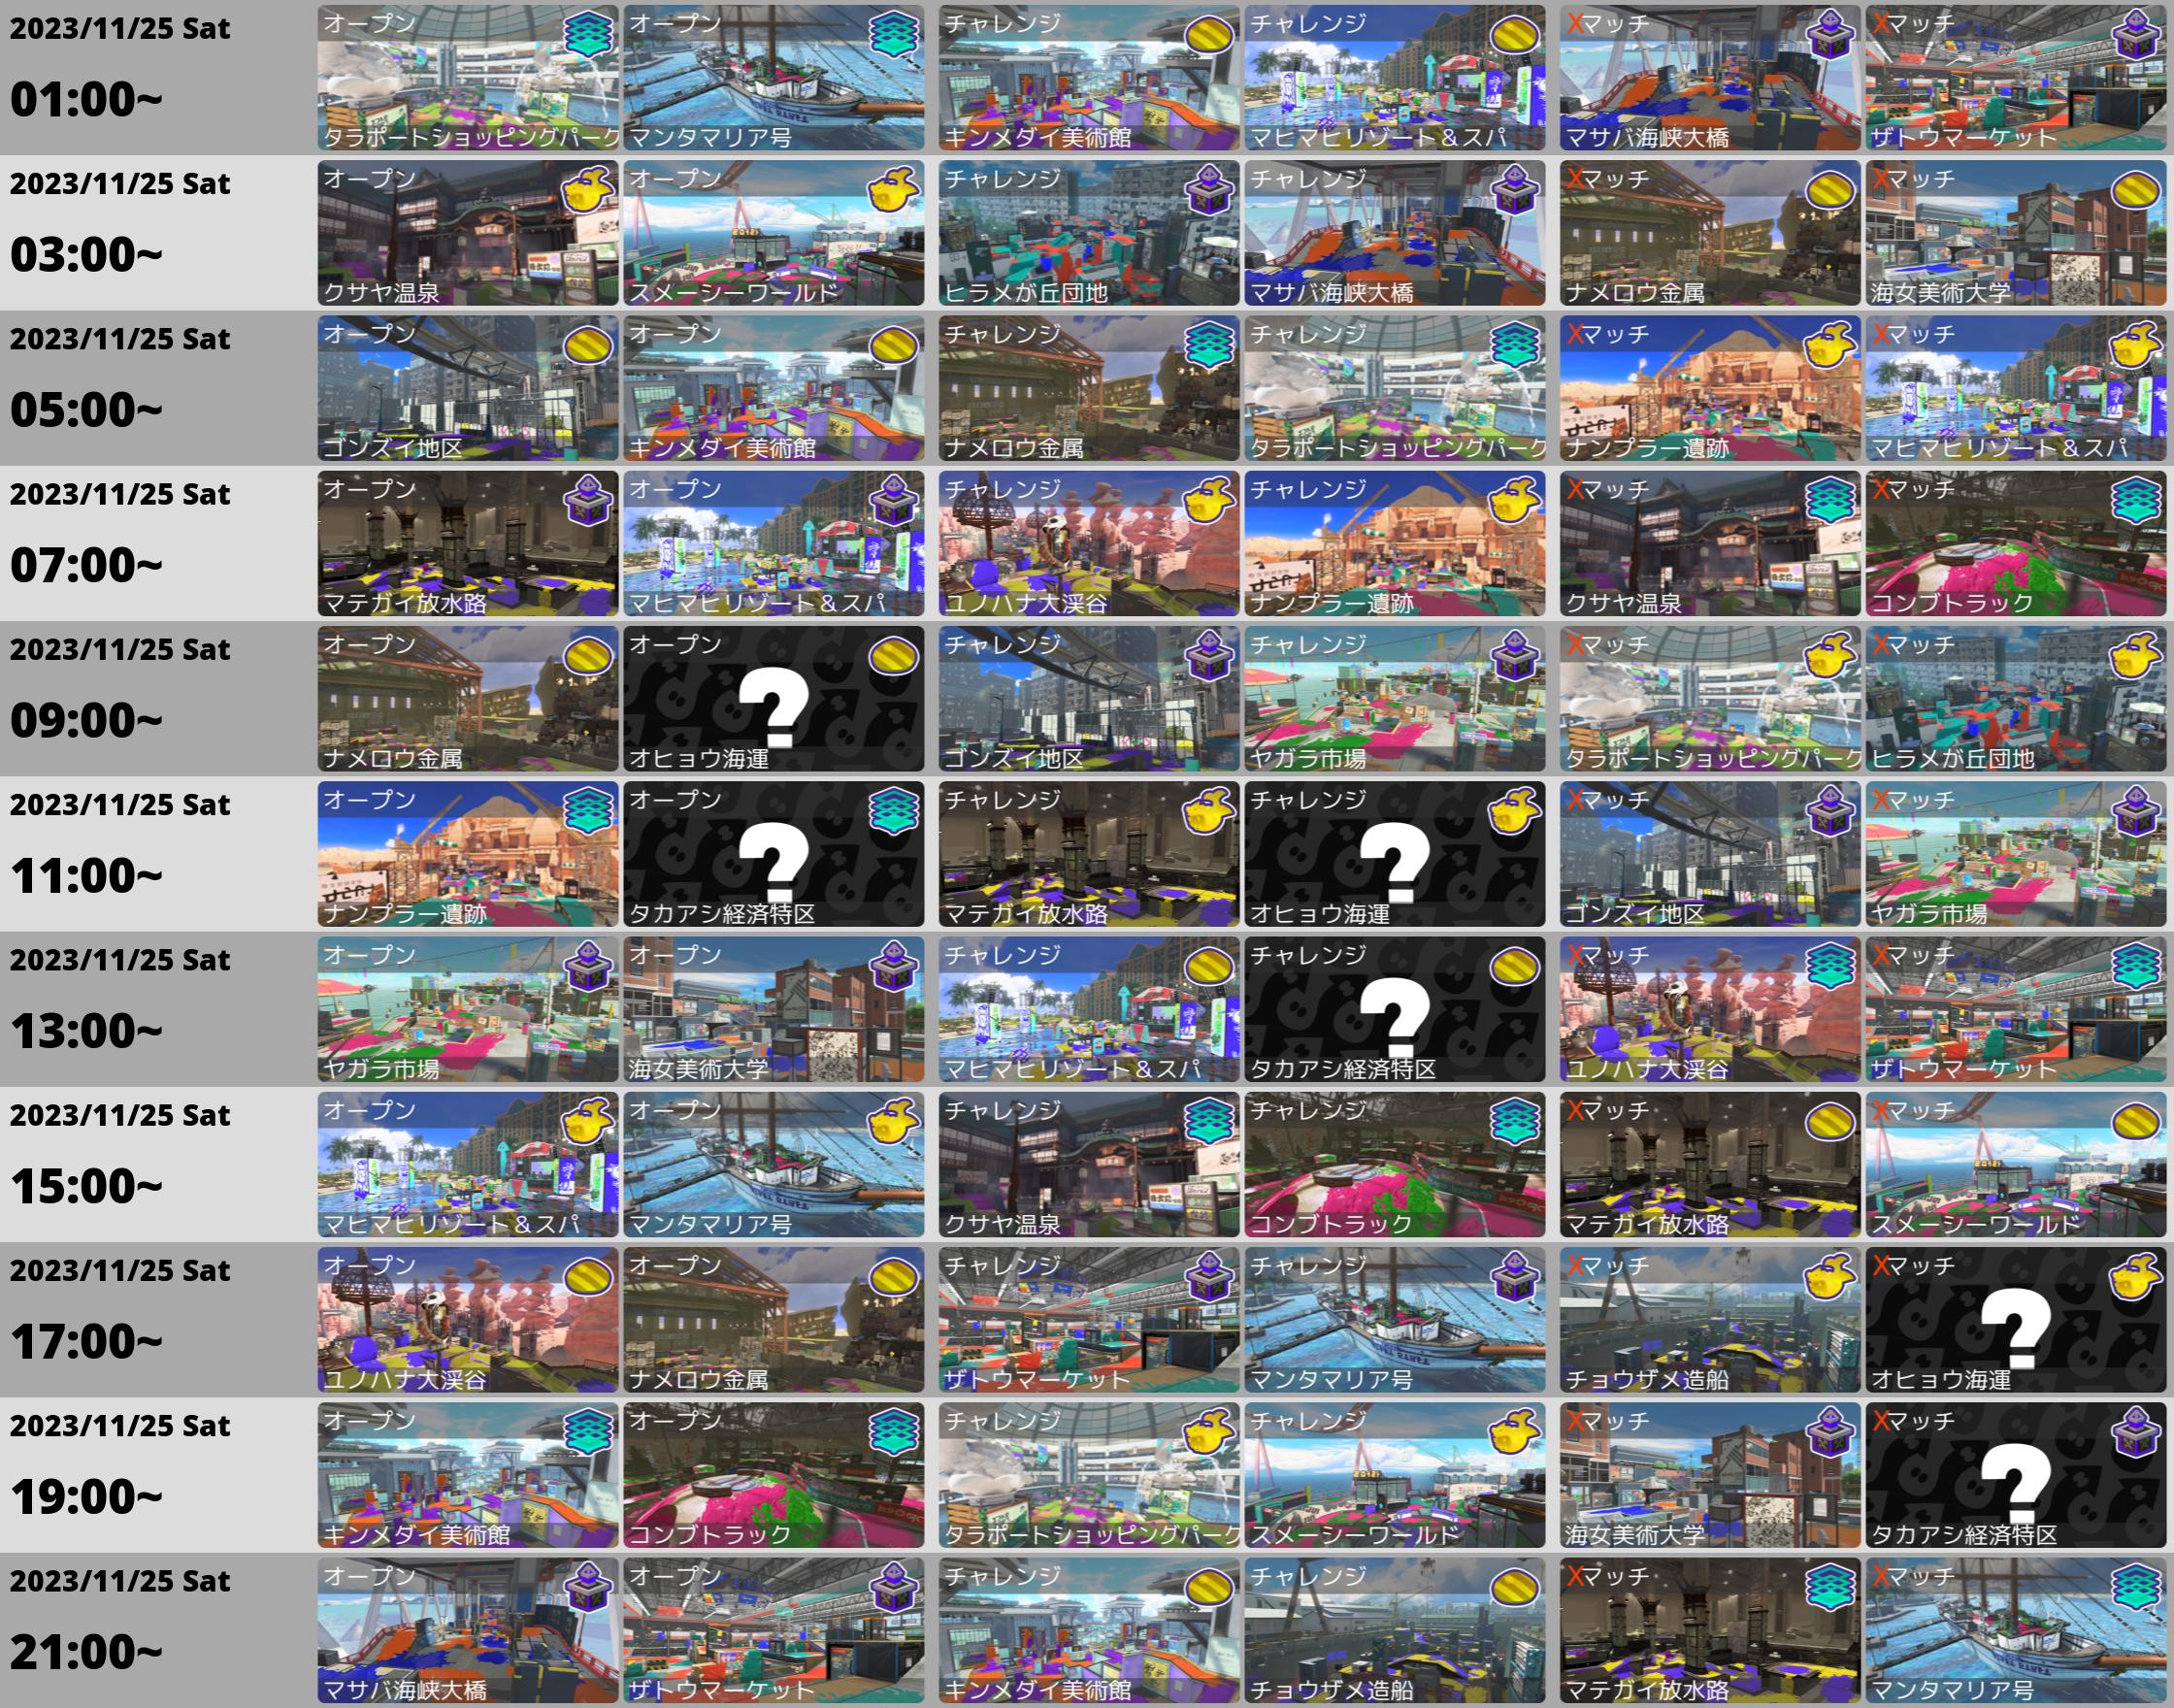 2023/11/25 Sat
01:00~
オープン
タラポートショッピングパーク
オープン
マンタマリア号
チャレンジ
キンメダイ美術館
チャレンジ
マヒマヒリゾート＆スパ
Xマッチ
マサバ海峡大橋
Xマッチ
ザトウマーケット
2023/11/25 Sat
03:00~
オープン
クサヤ温泉
オープン
スメーシーワールド
チャレンジ
ヒラメが丘団地
チャレンジ
マサバ海峡大橋
Xマッチ
ナメロウ金属
Xマッチ
海女美術大学
2023/11/25 Sat
05:00~
オープン
ゴンズイ地区
オープン
キンメダイ美術館
チャレンジ
ナメロウ金属
チャレンジ
タラポートショッピングパーク
Xマッチ
ナンプラー遺跡
Xマッチ
マヒマヒリゾート＆スパ
2023/11/25 Sat
07:00~
オープン
マテガイ放水路
オープン
マヒマヒリゾート＆スパ
チャレンジ
ユノハナ大渓谷
チャレンジ
ナンプラー遺跡
Xマッチ
クサヤ温泉
Xマッチ
コンブトラック
2023/11/25 Sat
09:00~
オープン
ナメロウ金属
オープン
?
オヒョウ海運
チャレンジ
ゴンズイ地区
チャレンジ
ヤガラ市場
Xマッチ
タラポートショッピングパーク
Xマッチ
ヒラメが丘団地
2023/11/25 Sat
11:00~
オープン
ナンプラー遺跡
オープン
?
タカアシ経済特区
チャレンジ
マテガイ放水路
チャレンジ
?
オヒョウ海運
Xマッチ
ゴンズイ地区
Xマッチ
ヤガラ市場
2023/11/25 Sat
13:00~
オープン
ヤガラ市場
オープン
海女美術大学
チャレンジ
マヒマヒリゾート＆スパ
チャレンジ
?
タカアシ経済特区
Xマッチ
ユノハナ大渓谷
Xマッチ
ザトウマーケット
2023/11/25 Sat
15:00~
オープン
マヒマヒリゾート＆スパ
オープン
マンタマリア号
チャレンジ
クサヤ温泉
チャレンジ
コンブトラック
Xマッチ
マテガイ放水路
Xマッチ
スメーシーワールド
2023/11/25 Sat
17:00~
オープン
ユノハナ大渓谷
オープン
ナメロウ金属
チャレンジ
ザトウマーケット
チャレンジ
マンタマリア号
Xマッチ
チョウザメ造船
Xマッチ
?
オヒョウ海運
2023/11/25 Sat
19:00~
オープン
キンメダイ美術館
オープン
コンブトラック
チャレンジ
タラポートショッピングパーク
チャレンジ
スメーシーワールド
Xマッチ
海女美術大学
Xマッチ
?
タカアシ経済特区
2023/11/25 Sat
21:00~
オープン
マサバ海峡大橋
オープン
ザトウマーケット
チャレンジ
キンメダイ美術館
チャレンジ
チョウザメ造船
Xマッチ
マテガイ放水路
Xマッチ
マンタマリア号